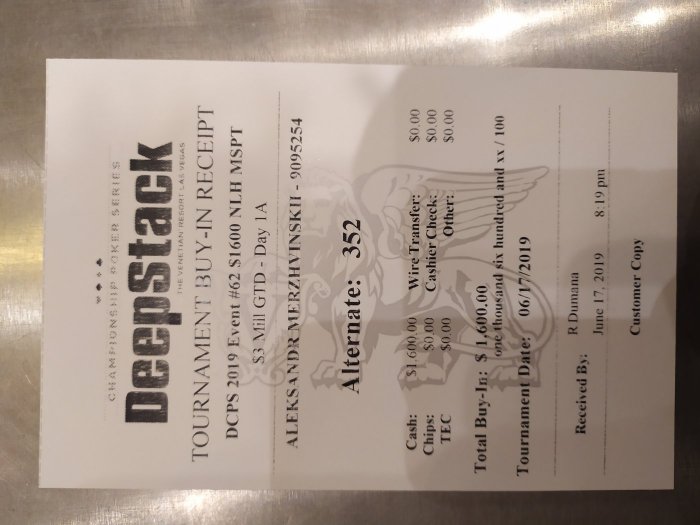 CHAMPIONSHIP POKER SERIES
DeepStack
THE VENETIAN RESORT LAS VEGAS
TOURNAMENT BUY-IN RECEIPT
DCPS 2019 Event #62 $1600 NLH MSPT
$3 Mill GTD - Day 1A
ALEKSANDR MERZHVINSKII - 9095254
Alternate: 352
Cash: $1,600.00 Wire Transfer: $0.00
Chips: $0.00 Cashier Check: $0.00
TEC $0.00 Other: $0.00
Total Buy-In: $ 1,600.00
one thousand six hundred and xx / 100
Tournament Date: 06/17/2019
Received By: R Dumana
June 17, 2019 8:19 pm
Customer Copy